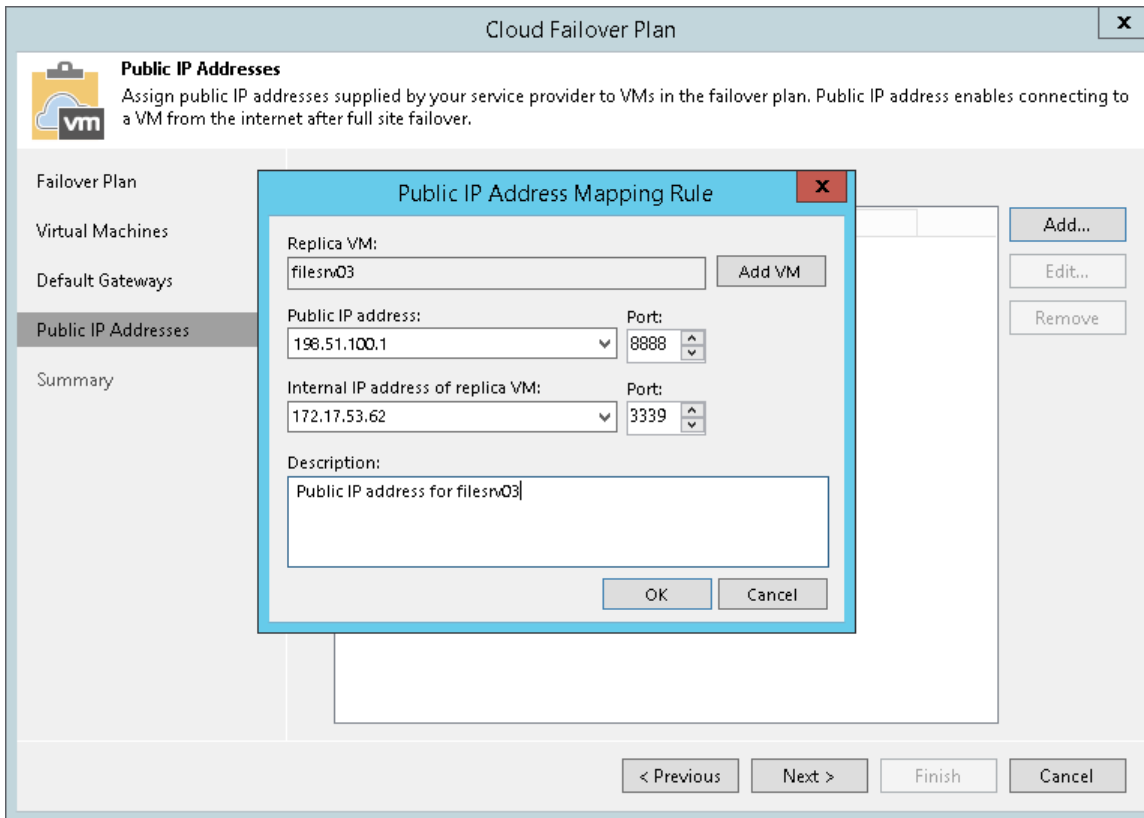 Cloud Failover Plan
x
Public IP Addresses
Assign public IP addresses supplied by your service provider to VMs in the failover plan. Public IP address enables connecting to
a VM from the internet after full site failover.
vm
Failover Plan
Virtual Machines
Default Gateways
Public IP Addresses
Summary
Public IP Address Mapping Rule
x
Replica VM:
filesrv03
Add VM
Public IP address:
Port:
198.51.100.1
8888
Internal IP address of replica VM:
Port:
172.17.53.62
3339
Description:
Public IP address for filesrv03
OK
Cancel
Add...
Edit...
Remove
< Previous
Next >
Finish
Cancel